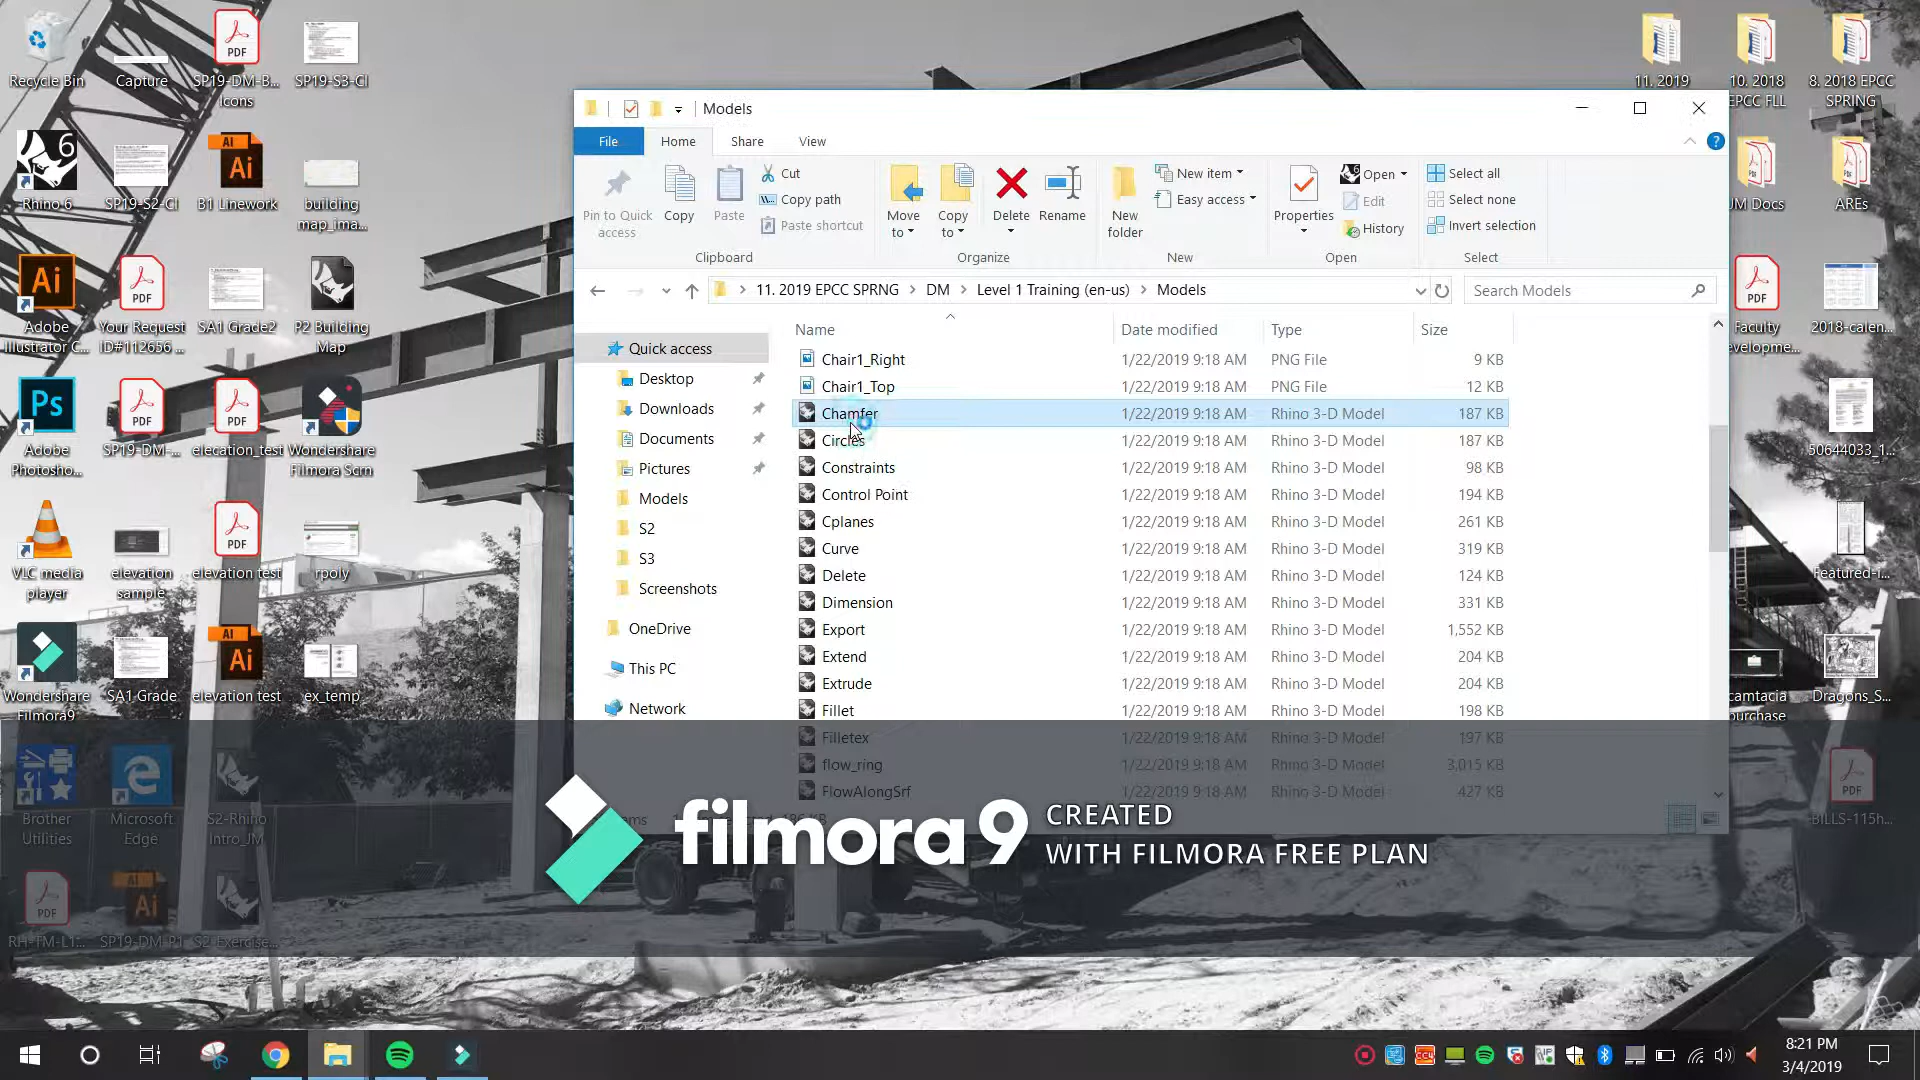 Recycle Bin
Capture
SP19-DM-B...
Icons
SP19-S3-CI
11. 2019
10. 2018
EPCC FLL
8. 2018 EPCC
SPRING
Rhino 6
SP19-S2-CI
B1 Linework
building
map_ima...
JM Docs
AREs
Adobe
Illustrator C...
Your Request
ID#112656 ...
SA1 Grade2
P2 Building
Map
Faculty
evelopme...
2018-calen...
Adobe
Photosho...
SP19-DM-...
elecation_test
Wondershare
Filmora Scrn
50644033_1...
VLC media
player
elevation
sample
elevation test
rpoly
Featured-i...
Wondershare
Filmora9
SA1 Grade
elevation test
ex_temp
camtacia
purchase
Dragons_S...
Brother
Utilities
Microsoft
Edge
S2-Rhino
Intro_JM
BILLS-115h...
RH-TM-L1...
SP19-DM-P1
S2-Exercise...
Models
File
Home
Share
View
Pin to Quick
access
Copy
Paste
Cut
Copy path
Paste shortcut
Clipboard
Move
to
Copy
to
Delete
Rename
Organize
New
folder
New item
Easy access
New
Properties
Open
Edit
History
Open
Select all
Select none
Invert selection
Select
11. 2019 EPCC SPRNG
DM
Level 1 Training (en-us)
Models
Search Models
Quick access
Desktop
Downloads
Documents
Pictures
Models
S2
S3
Screenshots
OneDrive
This PC
Network
Name Date modified Type Size
Chair1_Right 1/22/2019 9:18 AM PNG File 9 KB
Chair1_Top 1/22/2019 9:18 AM PNG File 12 KB
Chamfer 1/22/2019 9:18 AM Rhino 3-D Model 187 KB
Circles 1/22/2019 9:18 AM Rhino 3-D Model 187 KB
Constraints 1/22/2019 9:18 AM Rhino 3-D Model 98 KB
Control Point 1/22/2019 9:18 AM Rhino 3-D Model 194 KB
Cplanes 1/22/2019 9:18 AM Rhino 3-D Model 261 KB
Curve 1/22/2019 9:18 AM Rhino 3-D Model 319 KB
Delete 1/22/2019 9:18 AM Rhino 3-D Model 124 KB
Dimension 1/22/2019 9:18 AM Rhino 3-D Model 331 KB
Export 1/22/2019 9:18 AM Rhino 3-D Model 1,552 KB
Extend 1/22/2019 9:18 AM Rhino 3-D Model 204 KB
Extrude 1/22/2019 9:18 AM Rhino 3-D Model 204 KB
Fillet 1/22/2019 9:18 AM Rhino 3-D Model 198 KB
Filletex 1/22/2019 9:18 AM Rhino 3-D Model 197 KB
flow_ring 1/22/2019 9:18 AM Rhino 3-D Model 3,015 KB
FlowAlongSrf 1/22/2019 9:18 AM Rhino 3-D Model 427 KB
filmora9
CREATED
WITH FILMORA FREE PLAN
8:21 PM
3/4/2019